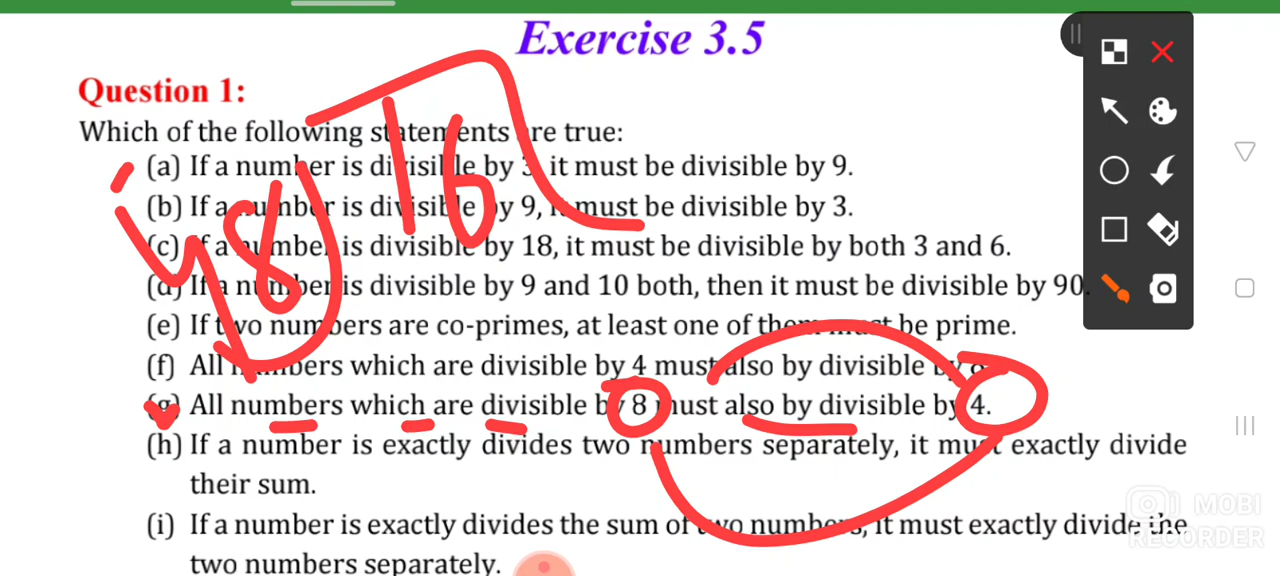 Exercise 3.5
Question 1:
Which of the following statements are true:
(a) If a number is divisible by 3, it must be divisible by 9.
(b) If a number is divisible by 9, it must be divisible by 3.
(c) If a number is divisible by 18, it must be divisible by both 3 and 6.
(d) If a number is divisible by 9 and 10 both, then it must be divisible by 90.
(e) If two numbers are co-primes, at least one of them must be prime.
(f) All numbers which are divisible by 4 must also by divisible by 8.
(g) All numbers which are divisible by 8 must also by divisible by 4.
(h) If a number is exactly divides two numbers separately, it must exactly divide
their sum.
(i) If a number is exactly divides the sum of two numbers, it must exactly divide the
two numbers separately.
16
48
MOBI
RECORDER